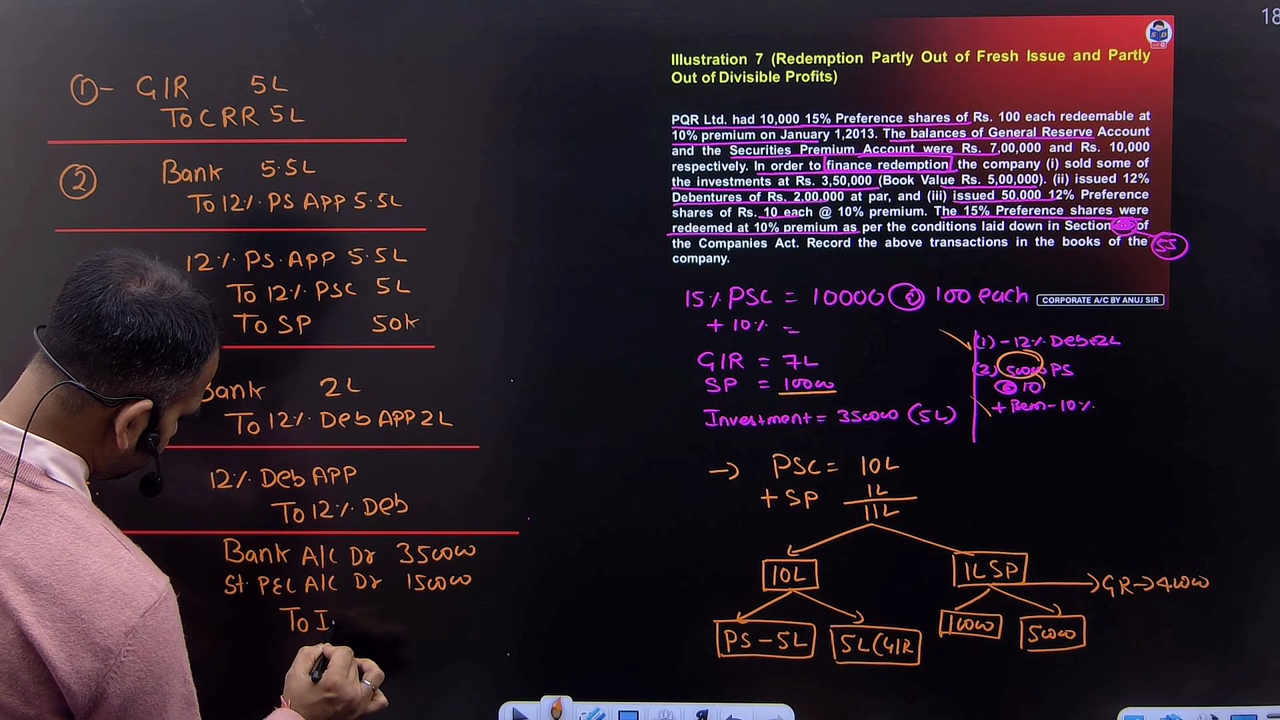 18
①- GIR 5L
To CRR 5L
② Bank 5.5L
To 12% PS APP 5.5L
12% PS. APP 5.5L
To 12% PSC 5L
To SP 50k
Bank 2L
To 12% Deb APP 2L
12% Deb APP
To 12% Deb
Bank A/C Dr 350000
St. P&L A/C Dr 150000
To I.
Illustration 7 (Redemption Partly Out of Fresh Issue and Partly
Out of Divisible Profits)
PQR Ltd. had 10,000 15% Preference shares of Rs. 100 each redeemable at
10% premium on January 1,2013. The balances of General Reserve Account
and the Securities Premium Account were Rs. 7,00,000 and Rs. 10,000
respectively. In order to finance redemption the company (i) sold some of
the investments at Rs. 3,50,000 (Book Value Rs. 5,00,000). (ii) issued 12%
Debentures of Rs. 2.00.000 at par, and (iii) issued 50.000 12% Preference
shares of Rs. 10 each @ 10% premium. The 15% Preference shares were
redeemed at 10% premium as per the conditions laid down in Section of
the Companies Act. Record the above transactions in the books of the
company.
55
CORPORATE A/C BY ANUJ SIR
15% PSC = 10000 @ 100 each
+ 10% =
GIR = 7L
SP = 10000
Investment = 350000 (5L)
(1) - 12% Deb=2L
(2) 50000 PS
@ 10
+ Prem - 10%
→ PSC = 10L
+ SP 1L
11L
10L
1L SP
GR → 40000
PS - 5L
5L (GIR
10000
50000